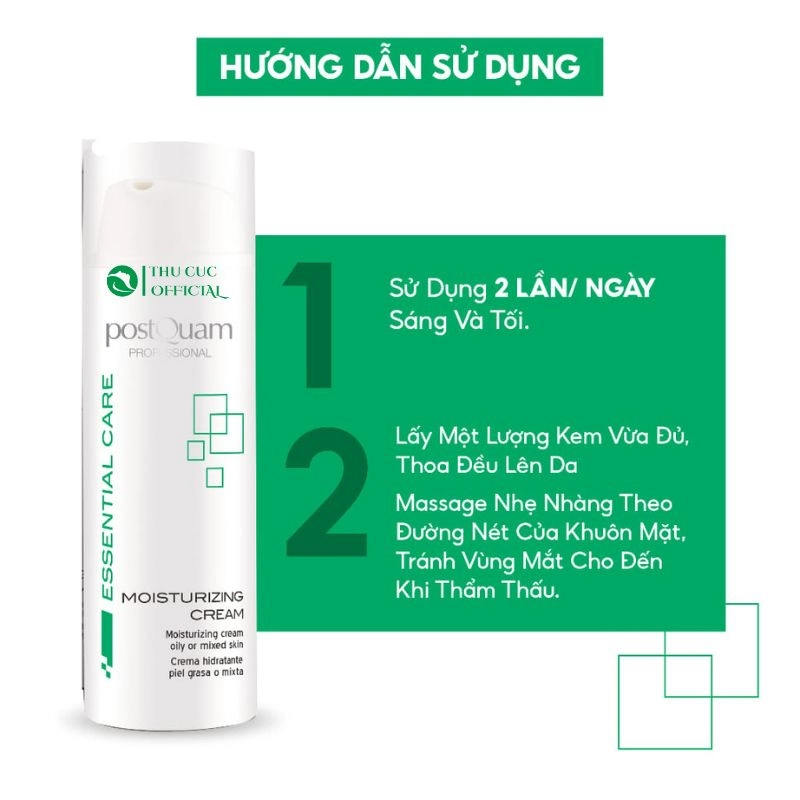 HƯỚNG DẪN SỬ DỤNG
THU CUC
OFFICIAL
postQuam
PROFESSIONAL
ESSENTIAL CARE
MOISTURIZING
CREAM
Moisturizing cream
oily or mixed skin
Crema hidratante
piel grasa o mixta
1
Sử Dụng 2 LẦN/ NGÀY
Sáng Và Tối.
2
Lấy Một Lượng Kem Vừa Đủ,
Thoa Đều Lên Da
Massage Nhẹ Nhàng Theo
Đường Nét Của Khuôn Mặt,
Tránh Vùng Mắt Cho Đến
Khi Thẩm Thấu.